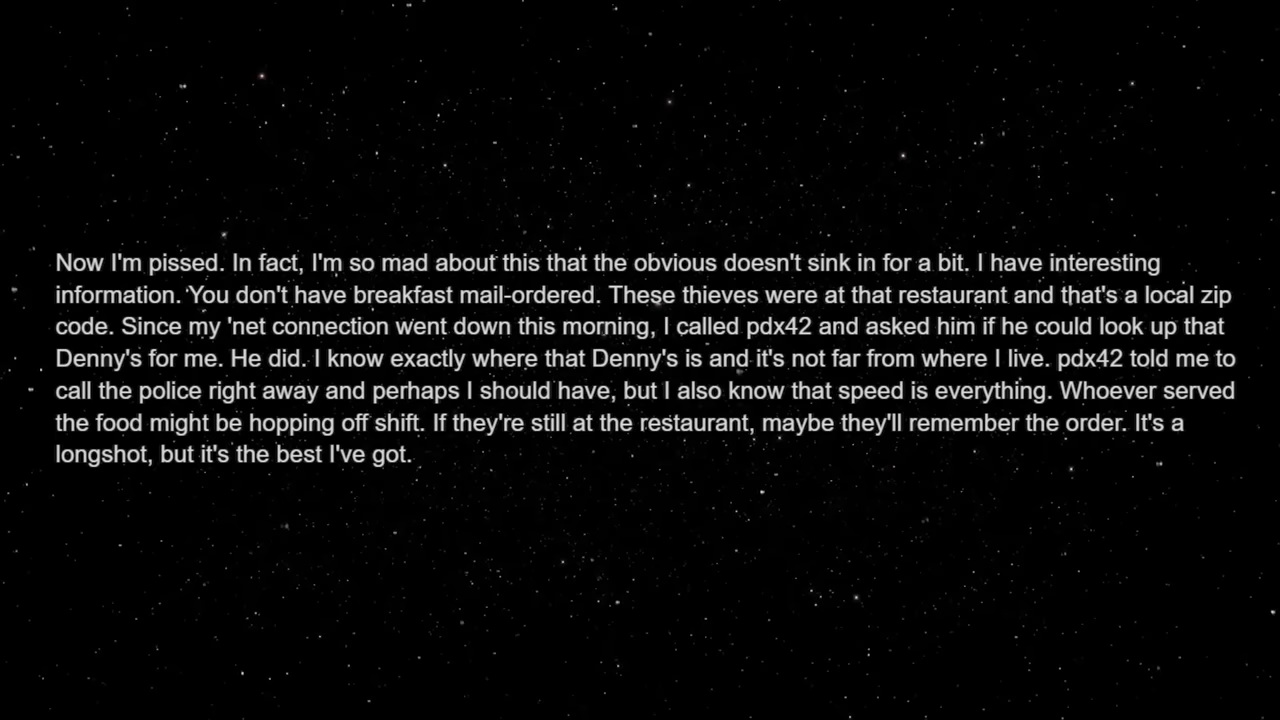 Now I'm pissed. In fact, I'm so mad about this that the obvious doesn't sink in for a bit. I have interesting
information. You don't have breakfast mail-ordered. These thieves were at that restaurant and that's a local zip
code. Since my 'net connection went down this morning, I called pdx42 and asked him if he could look up that
Denny's for me. He did. I know exactly where that Denny's is and it's not far from where I live. pdx42 told me to
call the police right away and perhaps I should have, but I also know that speed is everything. Whoever served
the food might be hopping off shift. If they're still at the restaurant, maybe they'll remember the order. It's a
longshot, but it's the best I've got.